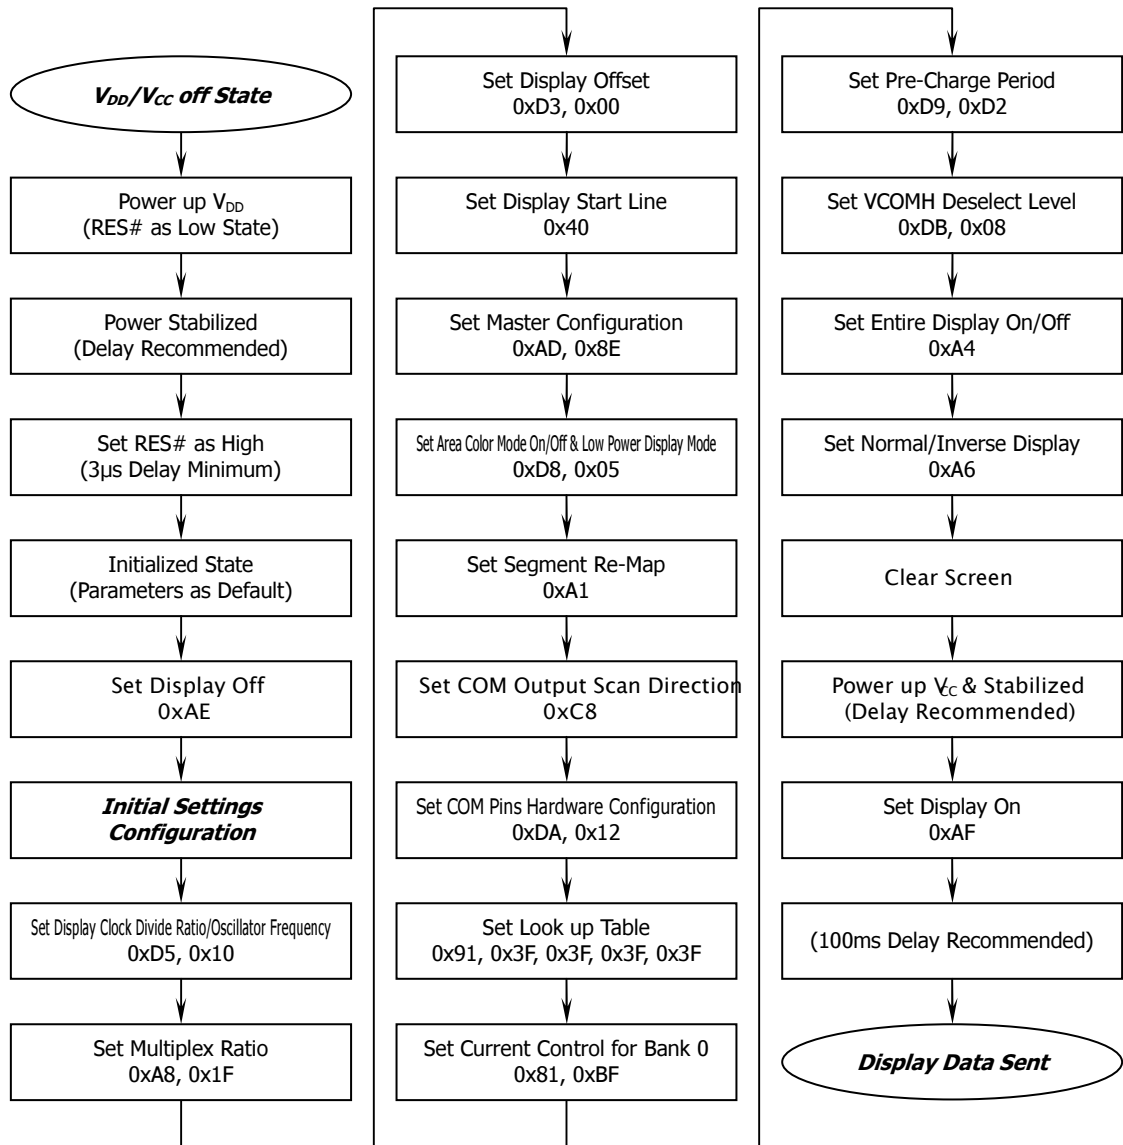 V_DD/V_CC off State
Power up V_DD
(RES# as Low State)
Power Stabilized
(Delay Recommended)
Set RES# as High
(3μs Delay Minimum)
Initialized State
(Parameters as Default)
Set Display Off
0xAE
Initial Settings
Configuration
Set Display Clock Divide Ratio/Oscillator Frequency
0xD5, 0x10
Set Multiplex Ratio
0xA8, 0x1F
Set Display Offset
0xD3, 0x00
Set Display Start Line
0x40
Set Master Configuration
0xAD, 0x8E
Set Area Color Mode On/Off & Low Power Display Mode
0xD8, 0x05
Set Segment Re-Map
0xA1
Set COM Output Scan Direction
0xC8
Set COM Pins Hardware Configuration
0xDA, 0x12
Set Look up Table
0x91, 0x3F, 0x3F, 0x3F, 0x3F
Set Current Control for Bank 0
0x81, 0xBF
Set Pre-Charge Period
0xD9, 0xD2
Set VCOMH Deselect Level
0xDB, 0x08
Set Entire Display On/Off
0xA4
Set Normal/Inverse Display
0xA6
Clear Screen
Power up V_CC & Stabilized
(Delay Recommended)
Set Display On
0xAF
(100ms Delay Recommended)
Display Data Sent